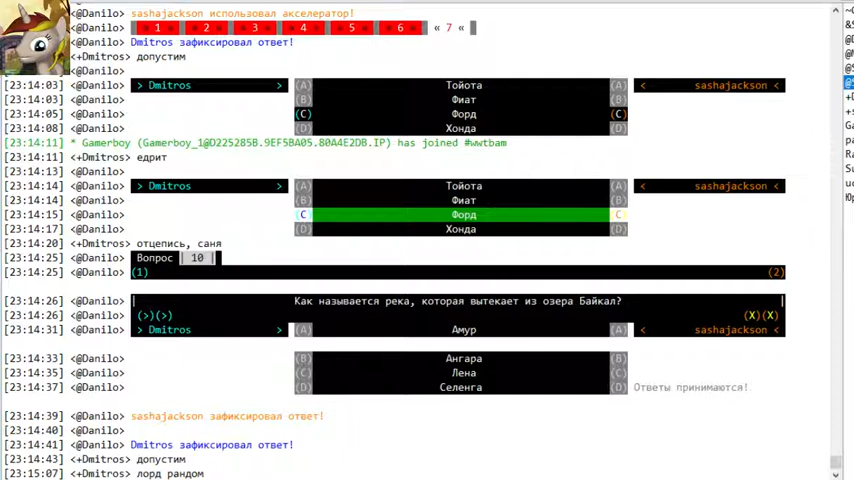 <@Danilo> sashajackson использовал акселератор!
<@Danilo> 1 2 3 4 5 6 « 7 «
<@Danilo> Dmitros зафиксировал ответ!
<+Dmitros> допустим
<@Danilo>
[23:14:03] <@Danilo> > Dmitros > (A) Тойота (A) < sashajackson <
[23:14:03] <@Danilo> (B) Фиат (B)
[23:14:05] <@Danilo> (C) Форд (C)
[23:14:08] <@Danilo> (D) Хонда (D)
[23:14:11] * Gamerboy (Gamerboy_1@D225285B.9EF5BA05.80A4E2DB.IP) has joined #wwtbam
[23:14:11] <+Dmitros> едрит
[23:14:13] <@Danilo>
[23:14:14] <@Danilo> > Dmitros > (A) Тойота (A) < sashajackson <
[23:14:14] <@Danilo> (B) Фиат (B)
[23:14:15] <@Danilo> (C) Форд (C)
[23:14:17] <@Danilo> (D) Хонда (D)
[23:14:20] <+Dmitros> отцепись, саня
[23:14:25] <@Danilo> Вопрос | 10 |
[23:14:25] <@Danilo> (1) (2)
[23:14:26] <@Danilo> | Как называется река, которая вытекает из озера Байкал? |
[23:14:26] <@Danilo> (>)(>) (X)(X)
[23:14:31] <@Danilo> > Dmitros > (A) Амур (A) < sashajackson <
[23:14:33] <@Danilo> (B) Ангара (B)
[23:14:35] <@Danilo> (C) Лена (C)
[23:14:37] <@Danilo> (D) Селенга (D) Ответы принимаются!
[23:14:39] <@Danilo> sashajackson зафиксировал ответ!
[23:14:40] <@Danilo>
[23:14:41] <@Danilo> Dmitros зафиксировал ответ!
[23:14:43] <+Dmitros> допустим
[23:15:07] <+Dmitros> лорд рандом